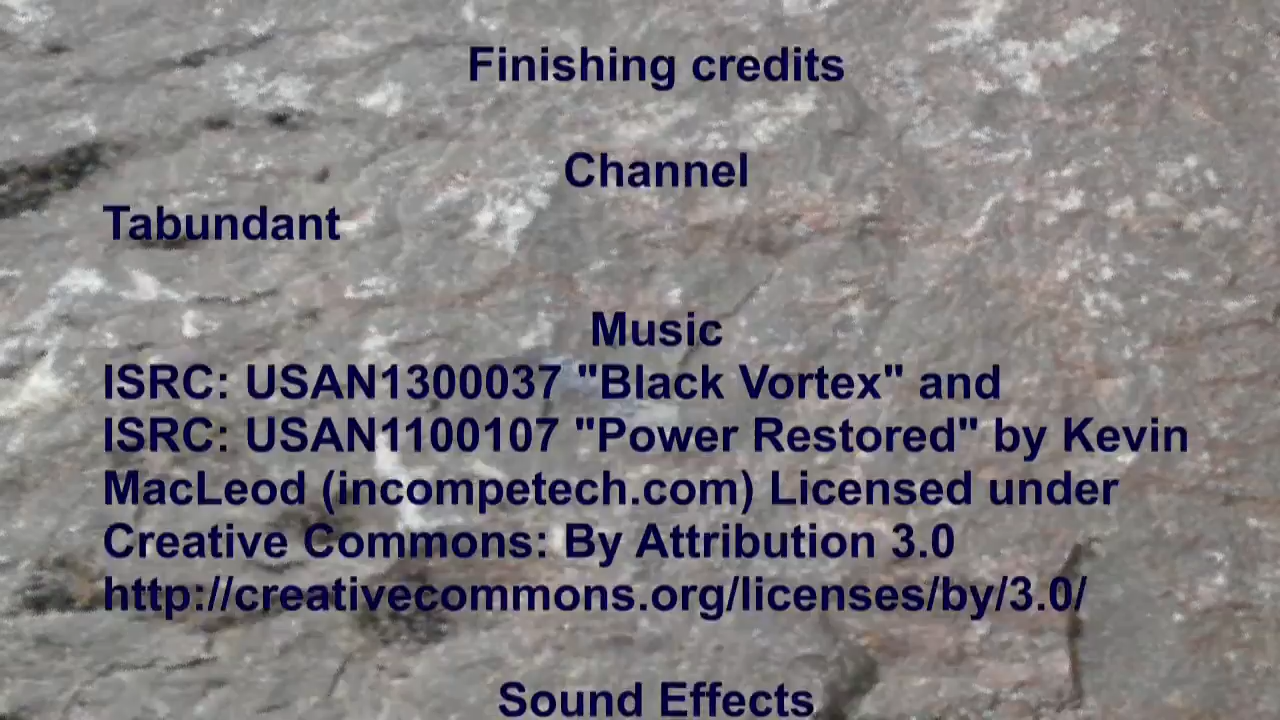 Finishing credits
Channel
Tabundant
Music
ISRC: USAN1300037 "Black Vortex" and
ISRC: USAN1100107 "Power Restored" by Kevin
MacLeod (incompetech.com) Licensed under
Creative Commons: By Attribution 3.0
http://creativecommons.org/licenses/by/3.0/
Sound Effects